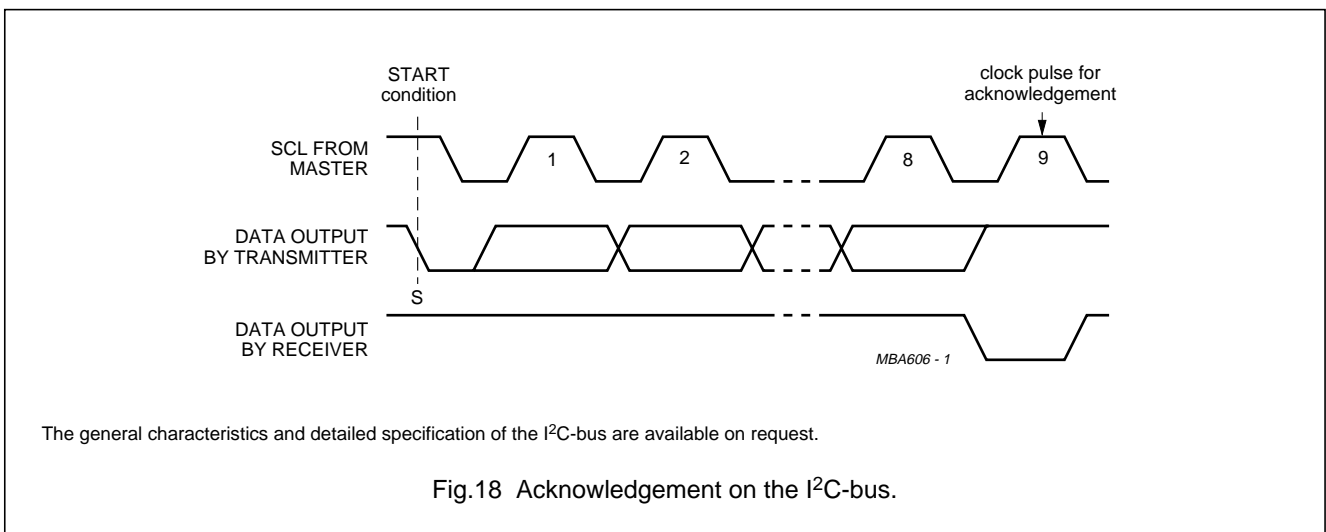 START
condition
clock pulse for
acknowledgement
SCL FROM
MASTER
1
2
8
9
DATA OUTPUT
BY TRANSMITTER
S
DATA OUTPUT
BY RECEIVER
MBA606 - 1
The general characteristics and detailed specification of the I²C-bus are available on request.
Fig.18 Acknowledgement on the I²C-bus.